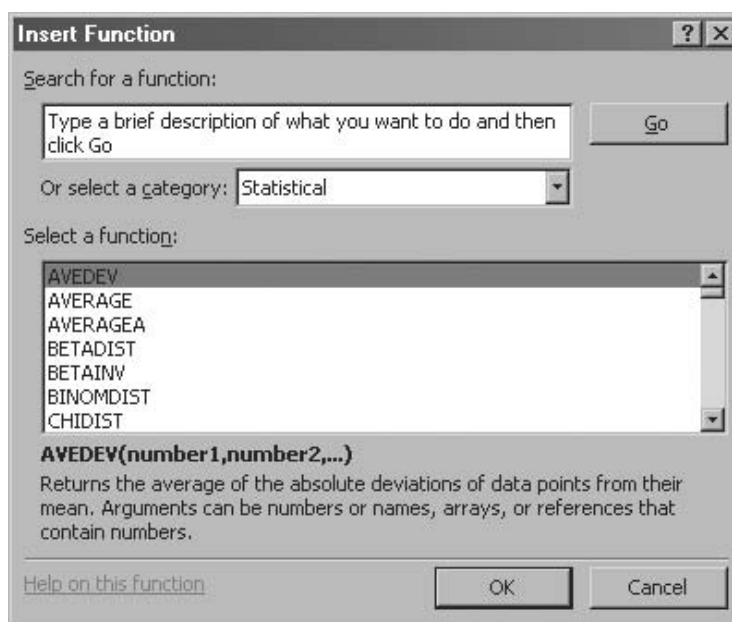 Insert Function
Search for a function:
Type a brief description of what you want to do and then
click Go
Go
Or select a category: Statistical
Select a function:
AVEDEV
AVERAGE
AVERAGEA
BETADIST
BETAINV
BINOMDIST
CHIDIST
AVEDEV(number1,number2,...)
Returns the average of the absolute deviations of data points from their
mean. Arguments can be numbers or names, arrays, or references that
contain numbers.
Help on this function
OK
Cancel